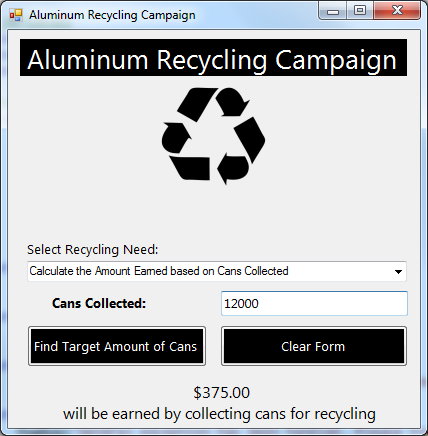 Aluminum Recycling Campaign
Aluminum Recycling Campaign
Select Recycling Need:
Calculate the Amount Earned based on Cans Collected
Cans Collected: 12000
Find Target Amount of Cans Clear Form
$375.00
will be earned by collecting cans for recycling